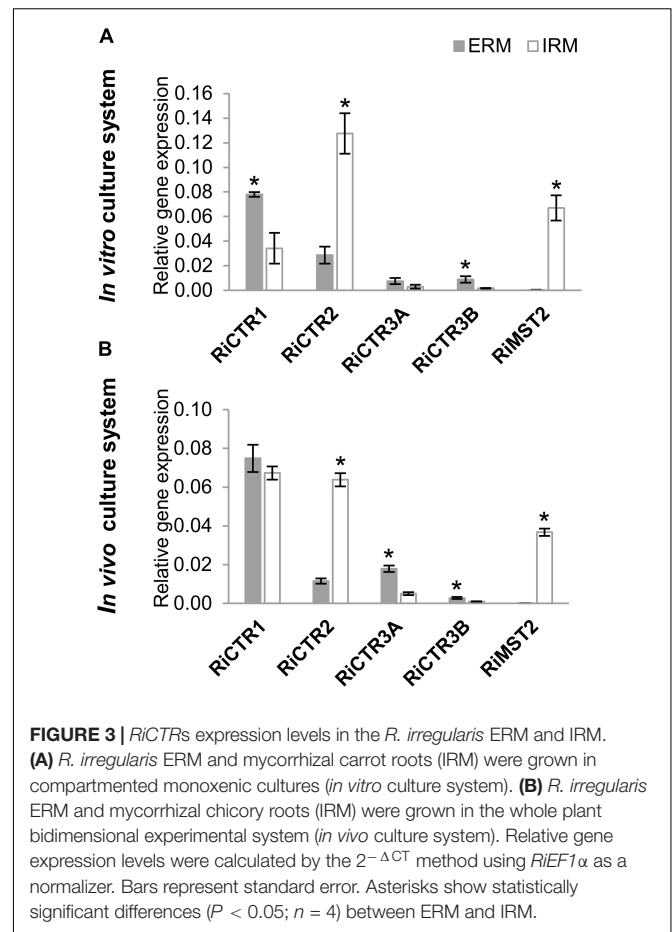 A
ERM IRM
In vitro culture system
Relative gene expression
0.16
0.14
0.12
0.10
0.08
0.06
0.04
0.02
0.00
*
*
*
*
RiCTR1
RiCTR2
RiCTR3A
RiCTR3B
RiMST2
B
In vivo culture system
Relative gene expression
0.10
0.08
0.06
0.04
0.02
0.00
*
*
*
*
RiCTR1
RiCTR2
RiCTR3A
RiCTR3B
RiMST2
FIGURE 3 | RiCTRs expression levels in the R. irregularis ERM and IRM.
(A) R. irregularis ERM and mycorrhizal carrot roots (IRM) were grown in
compartmented monoxenic cultures (in vitro culture system). (B) R. irregularis
ERM and mycorrhizal chicory roots (IRM) were grown in the whole plant
bidimensional experimental system (in vivo culture system). Relative gene
expression levels were calculated by the 2−ΔCT method using RiEF1α as a
normalizer. Bars represent standard error. Asterisks show statistically
significant differences (P < 0.05; n = 4) between ERM and IRM.